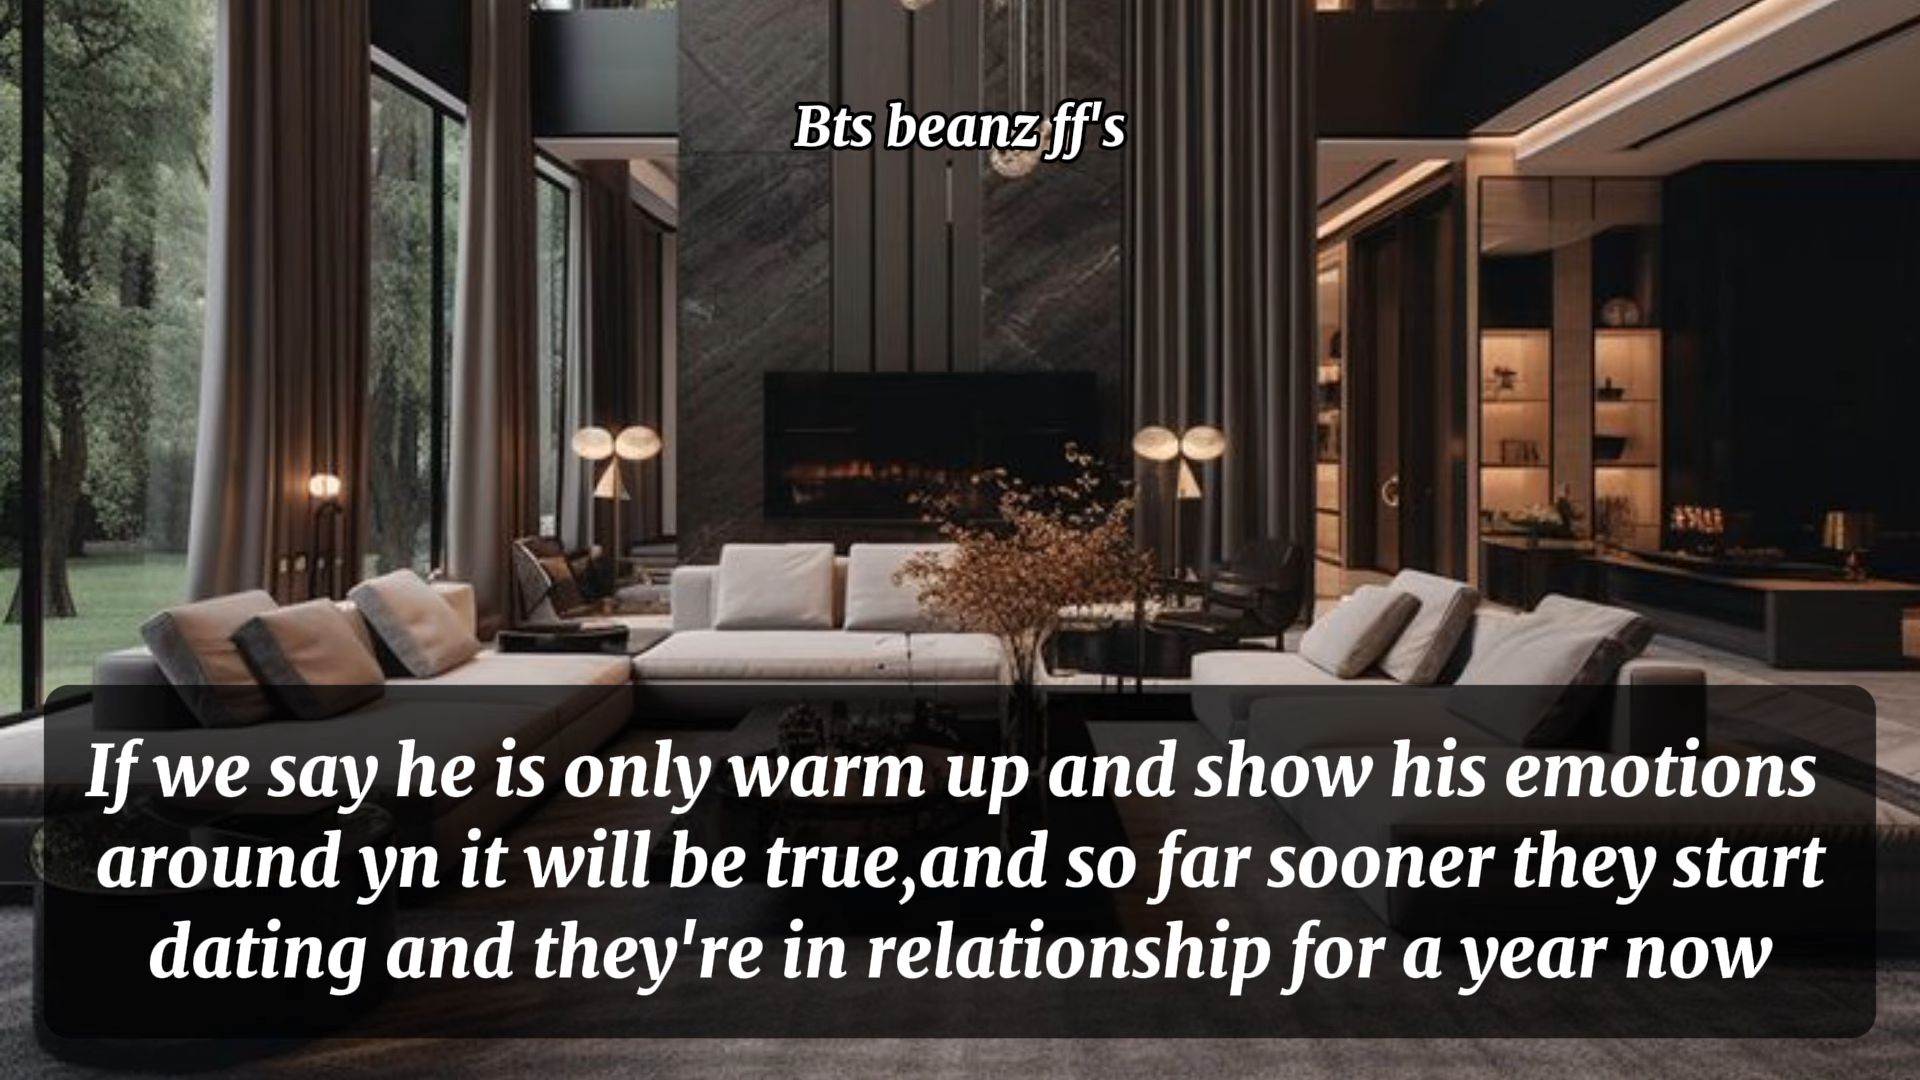 Bts beanz ff's
If we say he is only warm up and show his emotions
around yn it will be true,and so far sooner they start
dating and they're in relationship for a year now